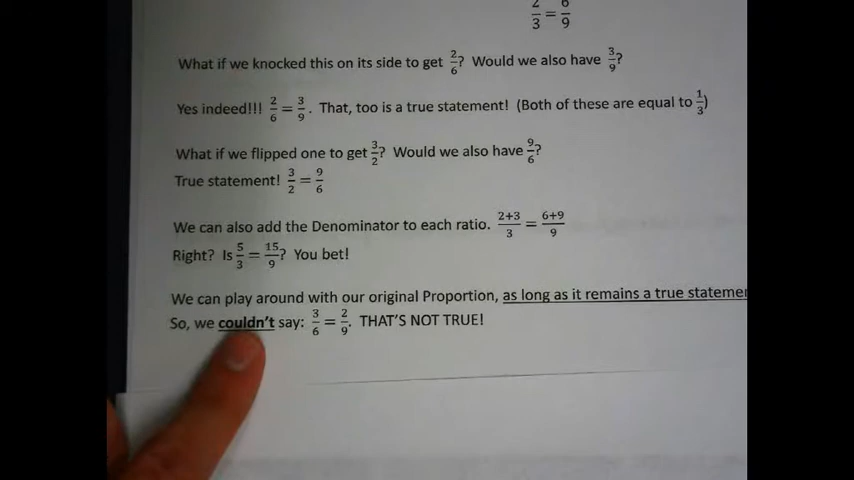 2/3 = 6/9
What if we knocked this on its side to get 2/6? Would we also have 3/9?
Yes indeed!!! 2/6 = 3/9. That, too is a true statement! (Both of these are equal to 1/3)
What if we flipped one to get 3/2? Would we also have 9/6?
True statement! 3/2 = 9/6
We can also add the Denominator to each ratio. (2+3)/3 = (6+9)/9
Right? Is 5/3 = 15/9? You bet!
We can play around with our original Proportion, as long as it remains a true
So, we couldn't say: 3/6 = 2/9. THAT'S NOT TRUE!